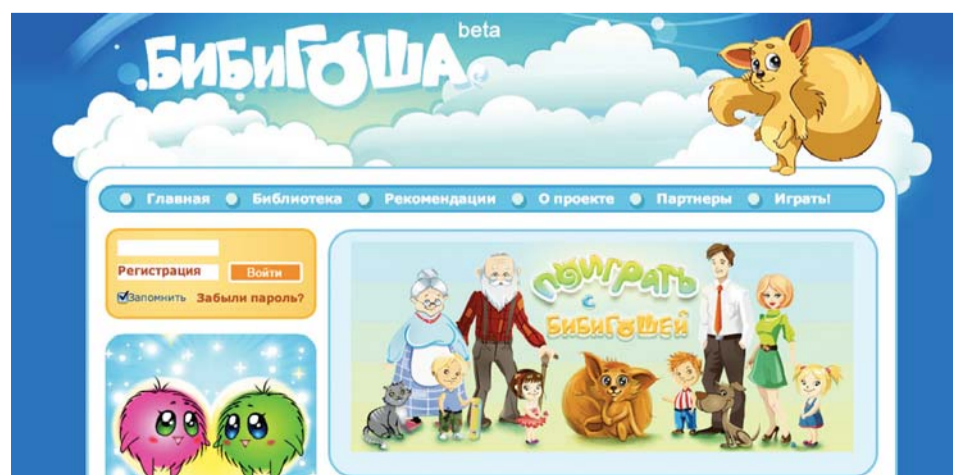 БИБИГОША beta
Главная Библиотека Рекомендации О проекте Партнеры Играть!
Регистрация Войти
Запомнить Забыли пароль?
ПОИГРАТЬ
С
БИБИГОШЕЙ